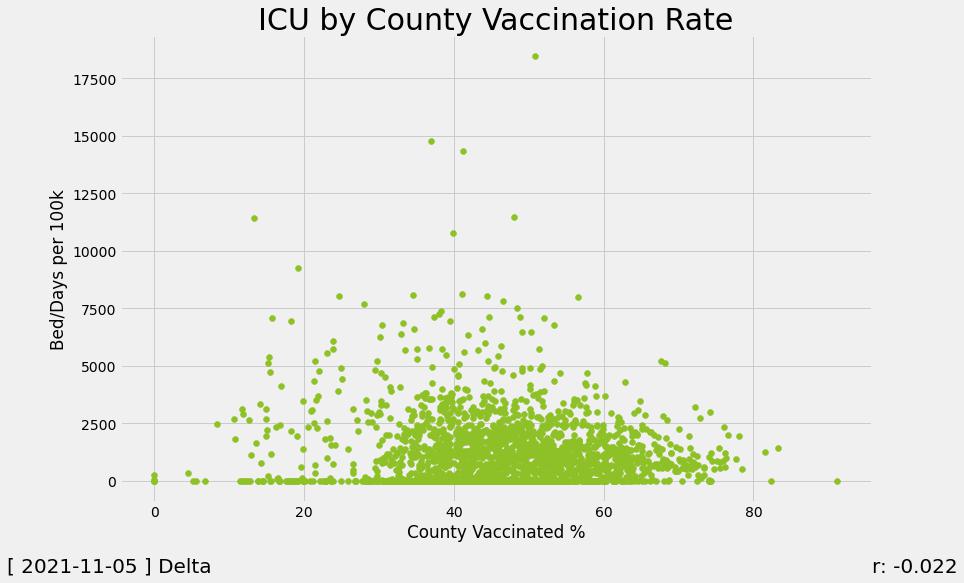 ICU by County Vaccination Rate
17500
15000
12500
10000
7500
5000
2500
0
Bed/Days per 100k
0 20 40 60 80
County Vaccinated %
[ 2021-11-05 ] Delta
r: -0.022